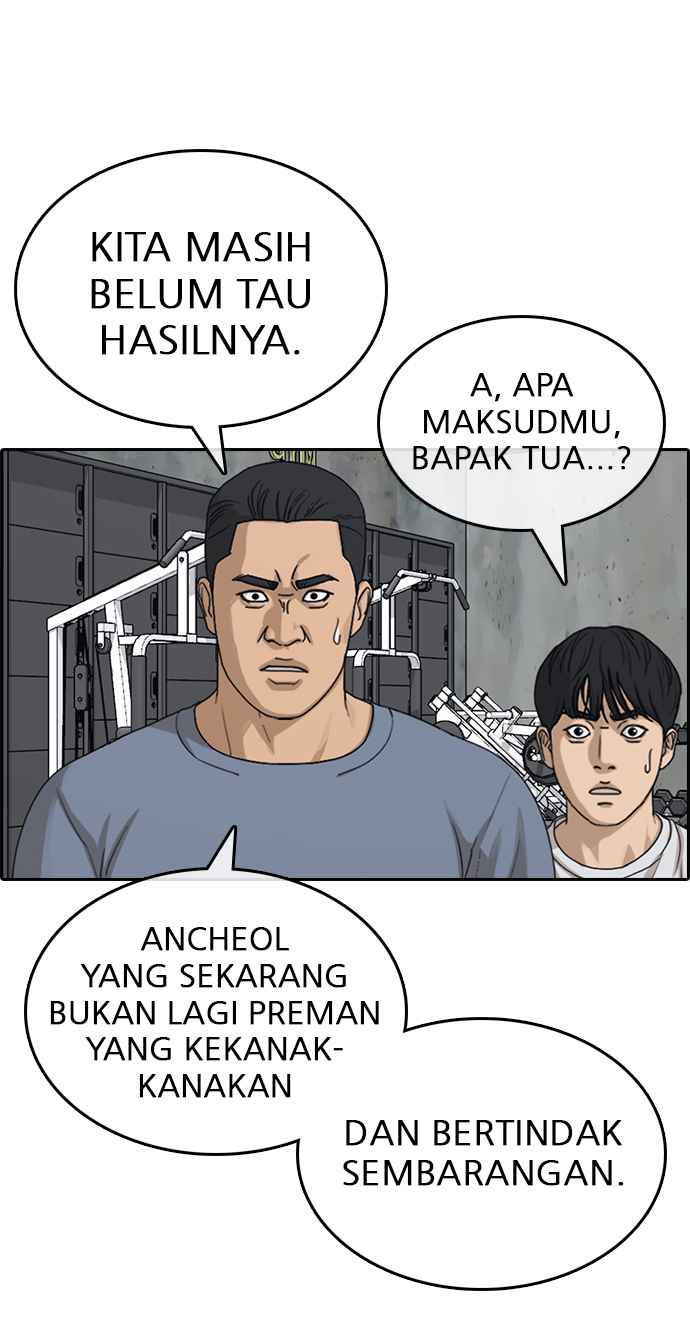 KITA MASIH
BELUM TAU
HASILNYA.
A, APA
MAKSUDMU,
BAPAK TUA...?
ANCHEOL
YANG SEKARANG
BUKAN LAGI PREMAN
YANG KEKANAK-
KANAKAN
DAN BERTINDAK
SEMBARANGAN.